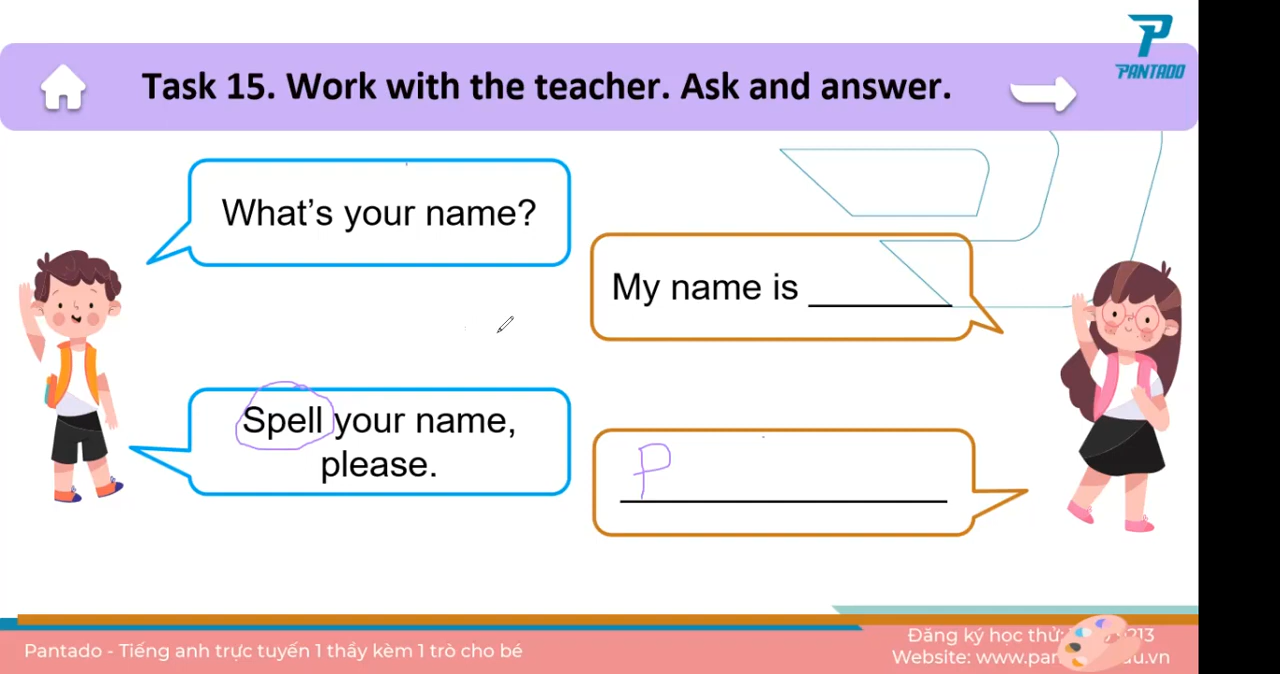 PANTADO
Task 15. Work with the teacher. Ask and answer.
What's your name?
My name is ________
Spell your name,
please.
P
Pantado - Tiếng anh trực tuyến 1 thầy kèm 1 trò cho bé
Đăng ký học thử: 213
Website: www.pan
.vn